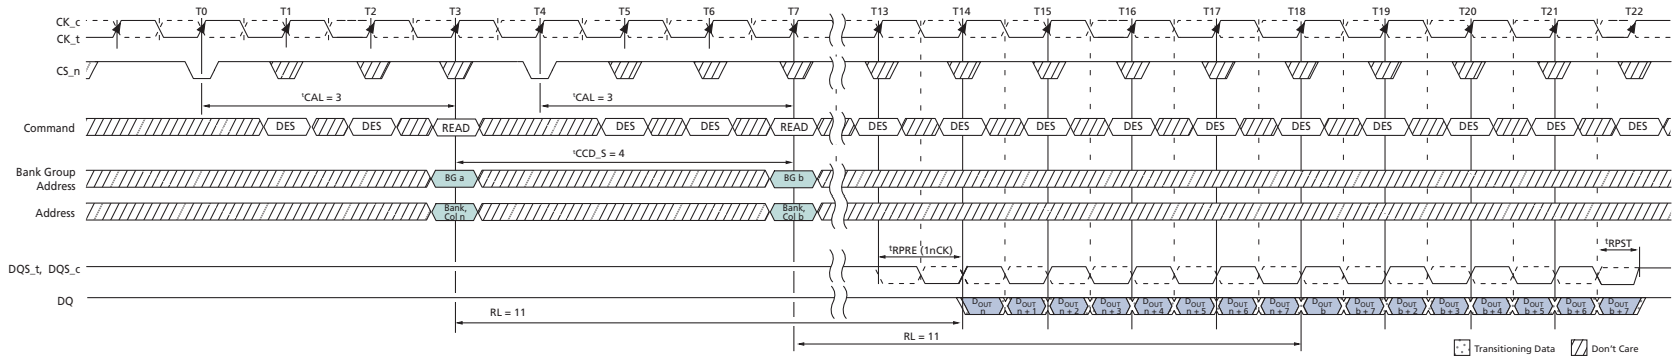 T0 T1 T2 T3 T4 T5 T6 T7 T13 T14 T15 T16 T17 T18 T19 T20 T21 T22
CK_c
CK_t
CS_n
tCAL = 3 tCAL = 3
Command DES DES READ DES DES READ DES DES DES DES DES DES DES DES DES DES
tCCD_S = 4
Bank Group
Address
BG a BG b
Address
Bank,
Col n
Bank,
Col b
tRPRE (1nCK) tRPST
DQS_t, DQS_c
DQ
DOUT DOUT DOUT DOUT DOUT DOUT DOUT DOUT DOUT DOUT DOUT DOUT DOUT DOUT DOUT DOUT
n n + 1 n + 2 n + 3 n + 4 n + 5 n + 6 n + 7 b b + 7 b + 2 b + 3 b + 4 b + 5 b + 6 b + 7
RL = 11
RL = 11
Transitioning Data Don't Care